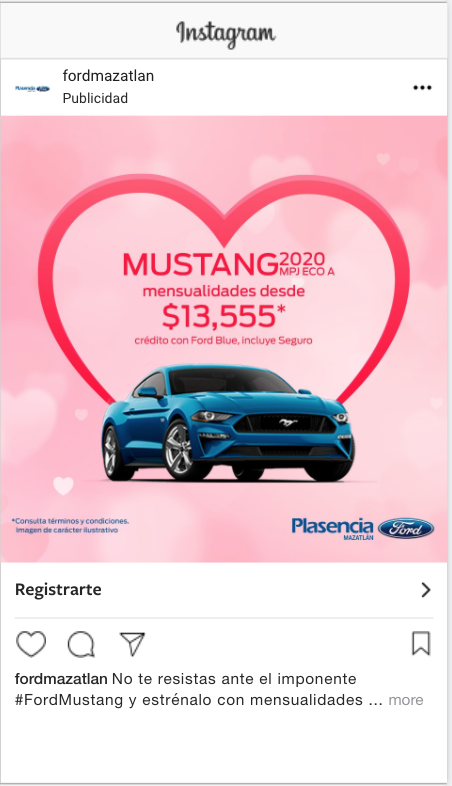 Instagram
Plasencia Ford
fordmazatlan
Publicidad
MUSTANG 2020
MPJ ECO A
mensualidades desde
$13,555*
crédito con Ford Blue, incluye Seguro
*Consulta términos y condiciones.
Imagen de carácter ilustrativo
Plasencia Ford
MAZATLÁN
Registrarte
fordmazatlan No te resistas ante el imponente
#FordMustang y estrénalo con mensualidades ... more